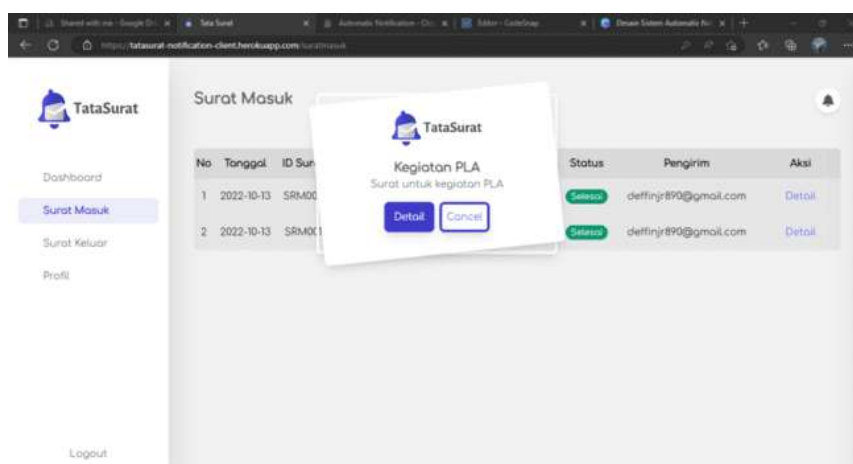 Shared with me - Google Dr
Tata Surat
Automatic Notification - Cli
Editor - CodeSnap
Desain Sistem Automatic No
https://tatasurat-notification-client.herokuapp.com/suratmasuk
TataSurat
Dashboard
Surat Masuk
Surat Keluar
Profil
Logout
Surat Masuk
No Tanggal ID Sur Status Pengirim Aksi
1 2022-10-13 SRM00 Selesai deffinjr890@gmail.com Detail
2 2022-10-13 SRM001 Selesai deffinjr890@gmail.com Detail
TataSurat
Kegiatan PLA
Surat untuk kegiatan PLA
Detail Cancel